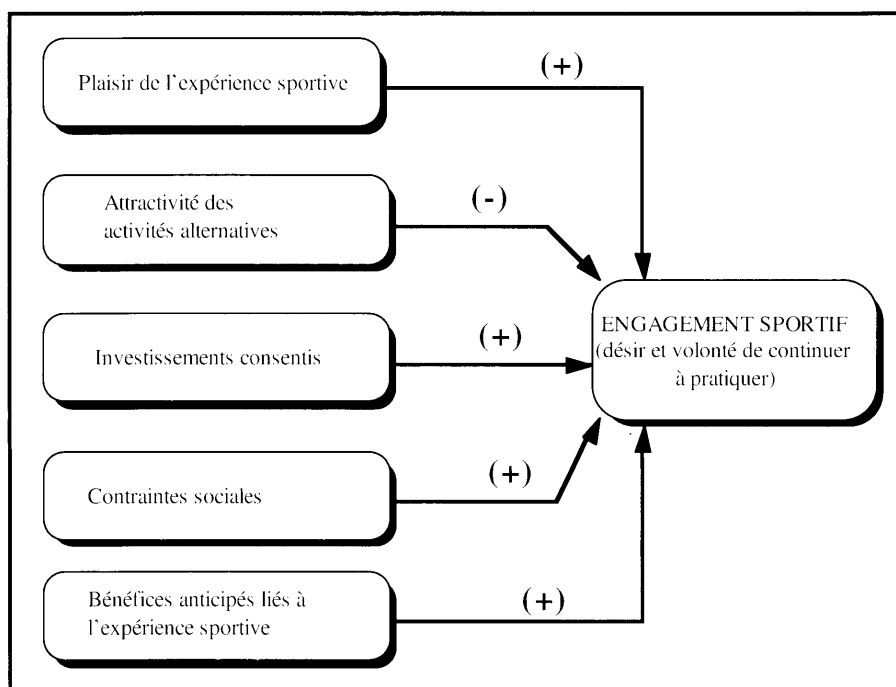 Plaisir de l'expérience sportive
(+)
Attractivité des
activités alternatives
(-)
Investissements consentis
(+)
ENGAGEMENT SPORTIF
(désir et volonté de continuer
à pratiquer)
Contraintes sociales
(+)
Bénéfices anticipés liés à
l'expérience sportive
(+)